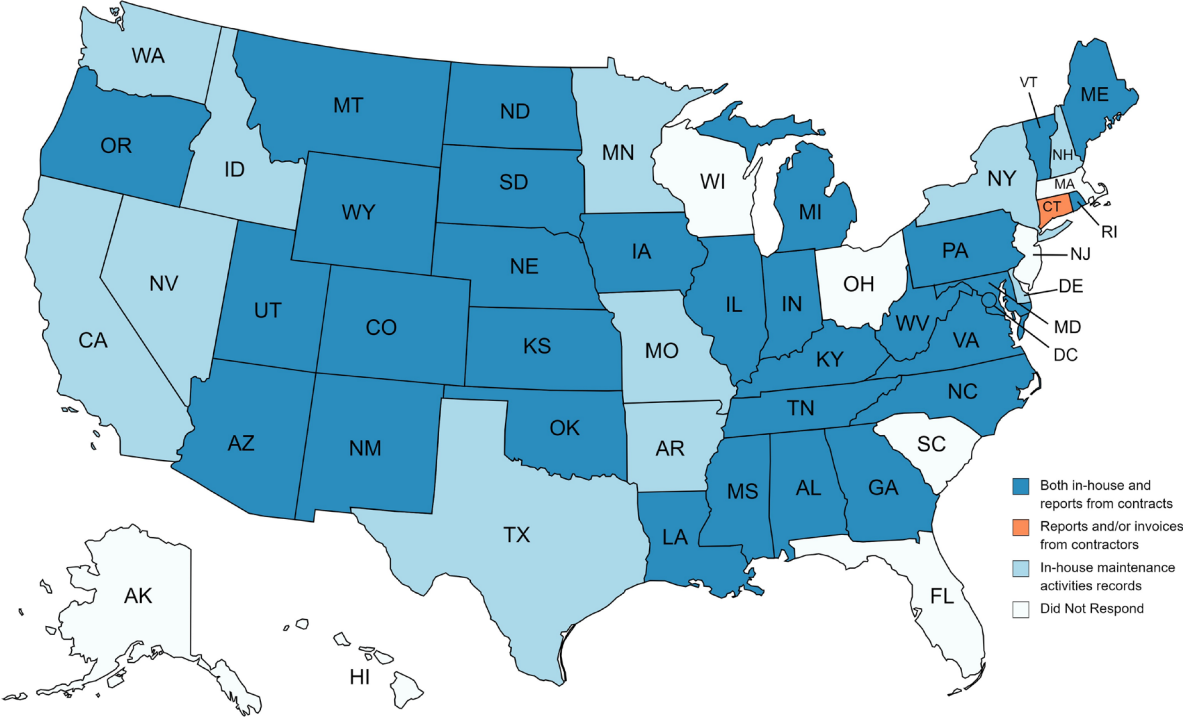 WA
VT
ME
MT
ND
OR
MN
NH
ID
SD
WI
NY
MA
WY
MI
CT
RI
IA
PA
NJ
NE
NV
OH
DE
UT
IL
IN
CO
WV
MD
CA
KS
VA
MO
KY
DC
NC
TN
AZ
OK
SC
NM
AR
MS
AL
GA
Both in-house and
reports from contracts
TX
LA
Reports and/or invoices
from contractors
In-house maintenance
activities records
AK
FL
Did Not Respond
HI